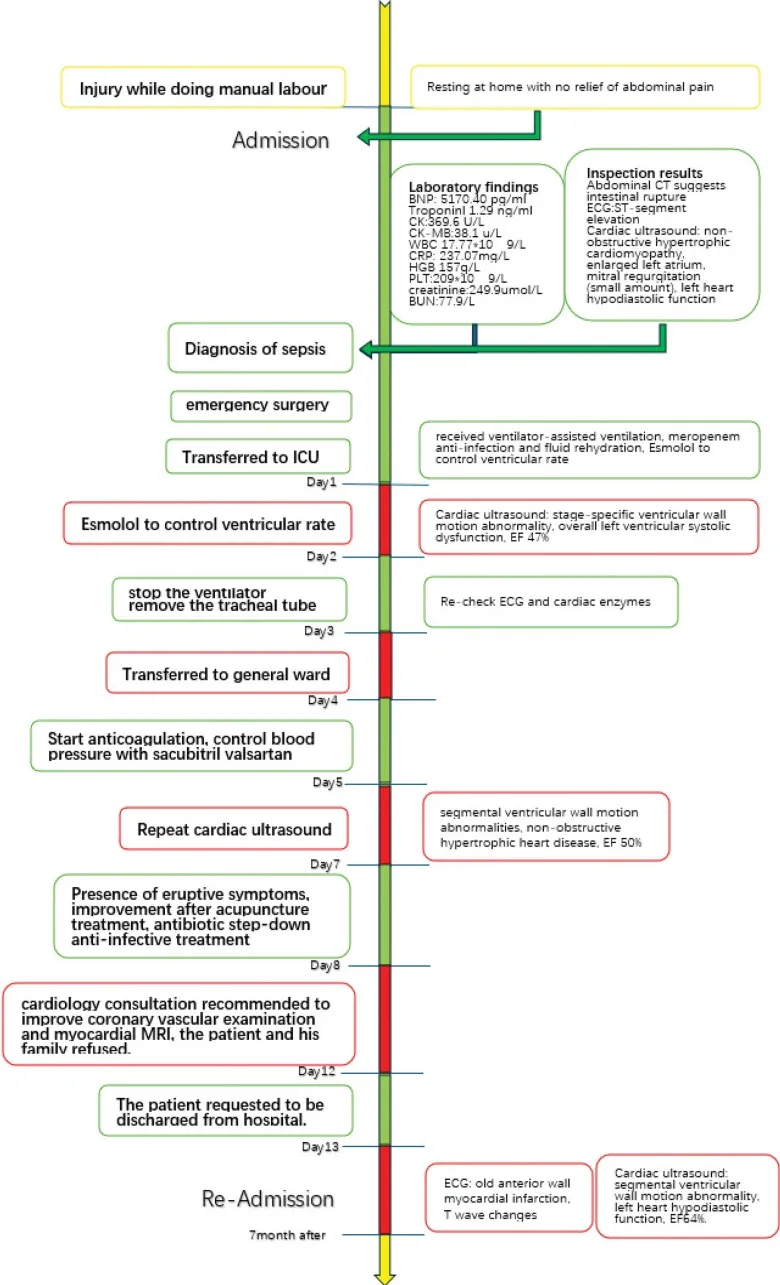 Injury while doing manual labour
Resting at home with no relief of abdominal pain
Admission
Laboratory findings
BNP: 5170.40 pg/ml
TroponinI 1.29 ng/ml
CK:369.6 U/L
CK-MB:38.1 u/L
WBC 17.77*10 9/L
CRP: 237.07mg/L
HGB 157g/L
PLT:209*10 9/L
creatinine:249.9umol/L
BUN:77.9/L
Inspection results
Abdominal CT suggests
intestinal rupture
ECG:ST-segment
elevation
Cardiac ultrasound: non-
obstructive hypertrophic
cardiomyopathy,
enlarged left atrium,
mitral regurgitation
(small amount), left heart
hypodiastolic function
Diagnosis of sepsis
emergency surgery
Transferred to ICU
received ventilator-assisted ventilation, meropenem
anti-infection and fluid rehydration, Esmolol to
control ventricular rate
Day1
Esmolol to control ventricular rate
Cardiac ultrasound: stage-specific ventricular wall
motion abnormality, overall left ventricular systolic
dysfunction, EF 47%
Day2
stop the ventilator
remove the tracheal tube
Re-check ECG and cardiac enzymes
Day3
Transferred to general ward
Day4
Start anticoagulation, control blood
pressure with sacubitril valsartan
Day5
Repeat cardiac ultrasound
segmental ventricular wall motion
abnormalities, non-obstructive
hypertrophic heart disease, EF 50%
Day7
Presence of eruptive symptoms,
improvement after acupuncture
treatment, antibiotic step-down
anti-infective treatment
Day8
cardiology consultation recommended to
improve coronary vascular examination
and myocardial MRI, the patient and his
family refused.
Day12
The patient requested to be
discharged from hospital.
Day13
Re-Admission
ECG: old anterior wall
myocardial infarction,
T wave changes
Cardiac ultrasound:
segmental ventricular
wall motion abnormality,
left heart hypodiastolic
function, EF64%.
7month after